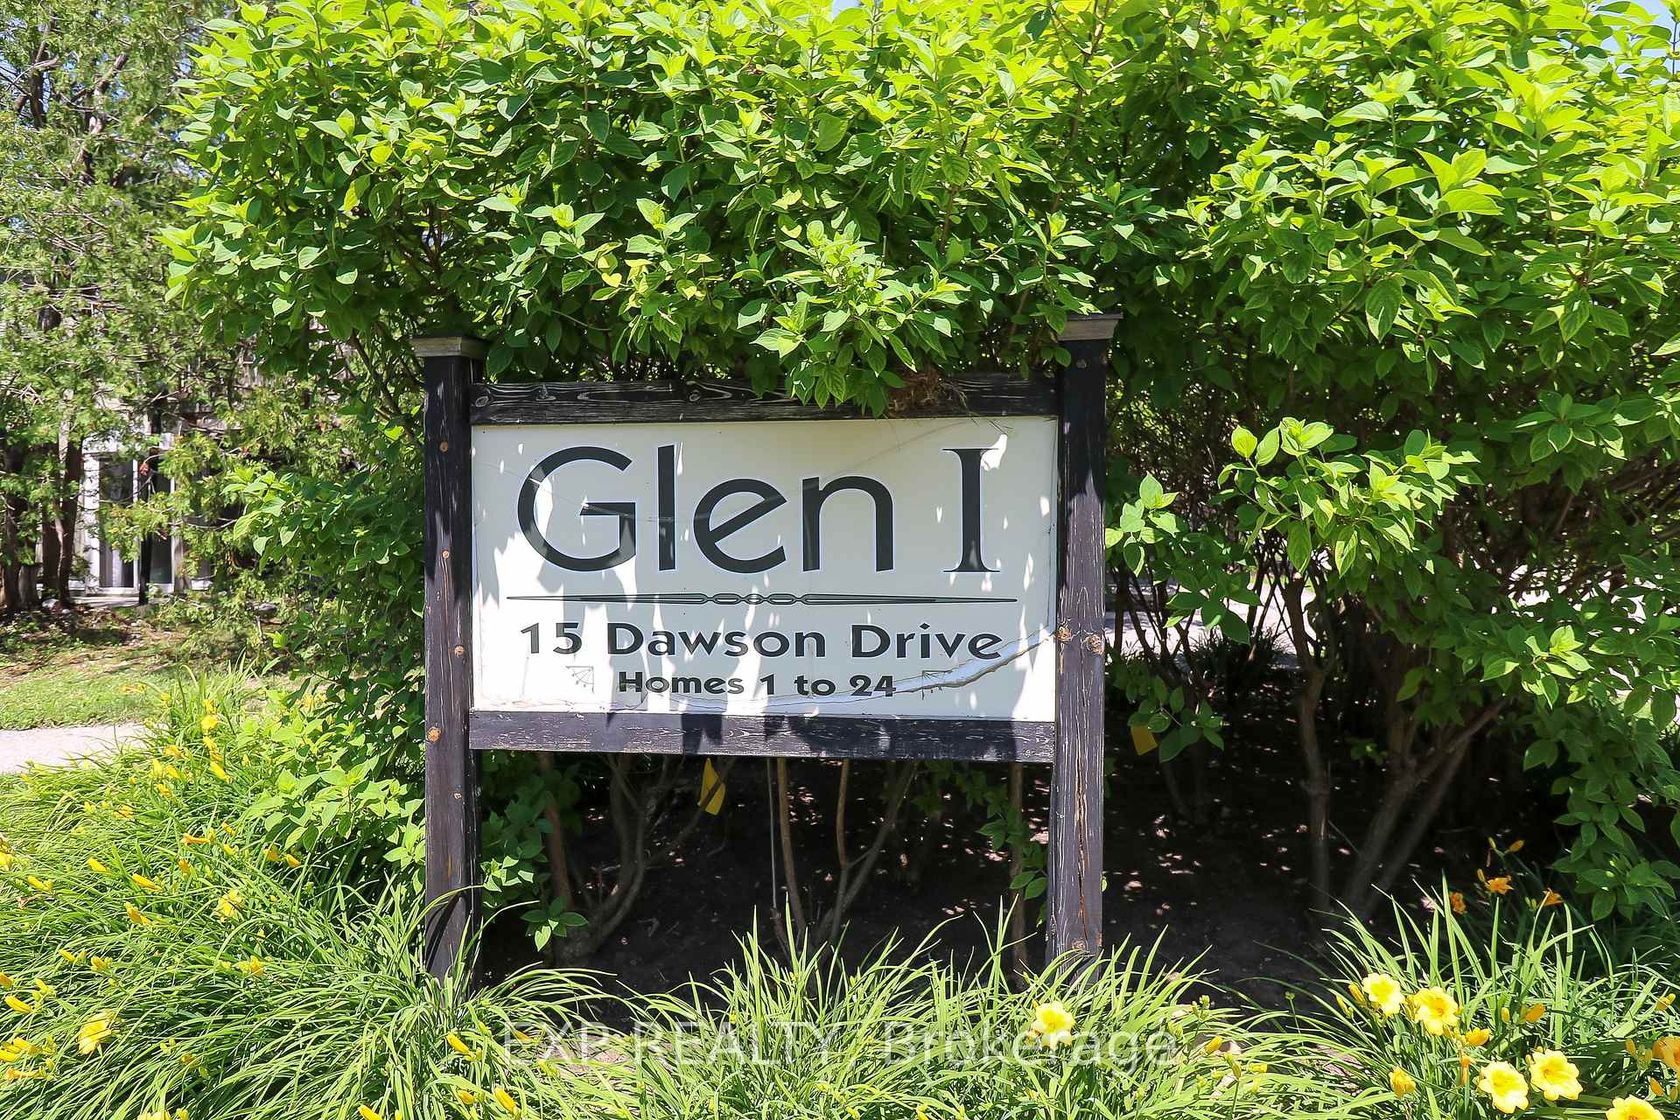 Glen I
15 Dawson Drive
Homes 1 to 24
EXP REALTY, Brokerage